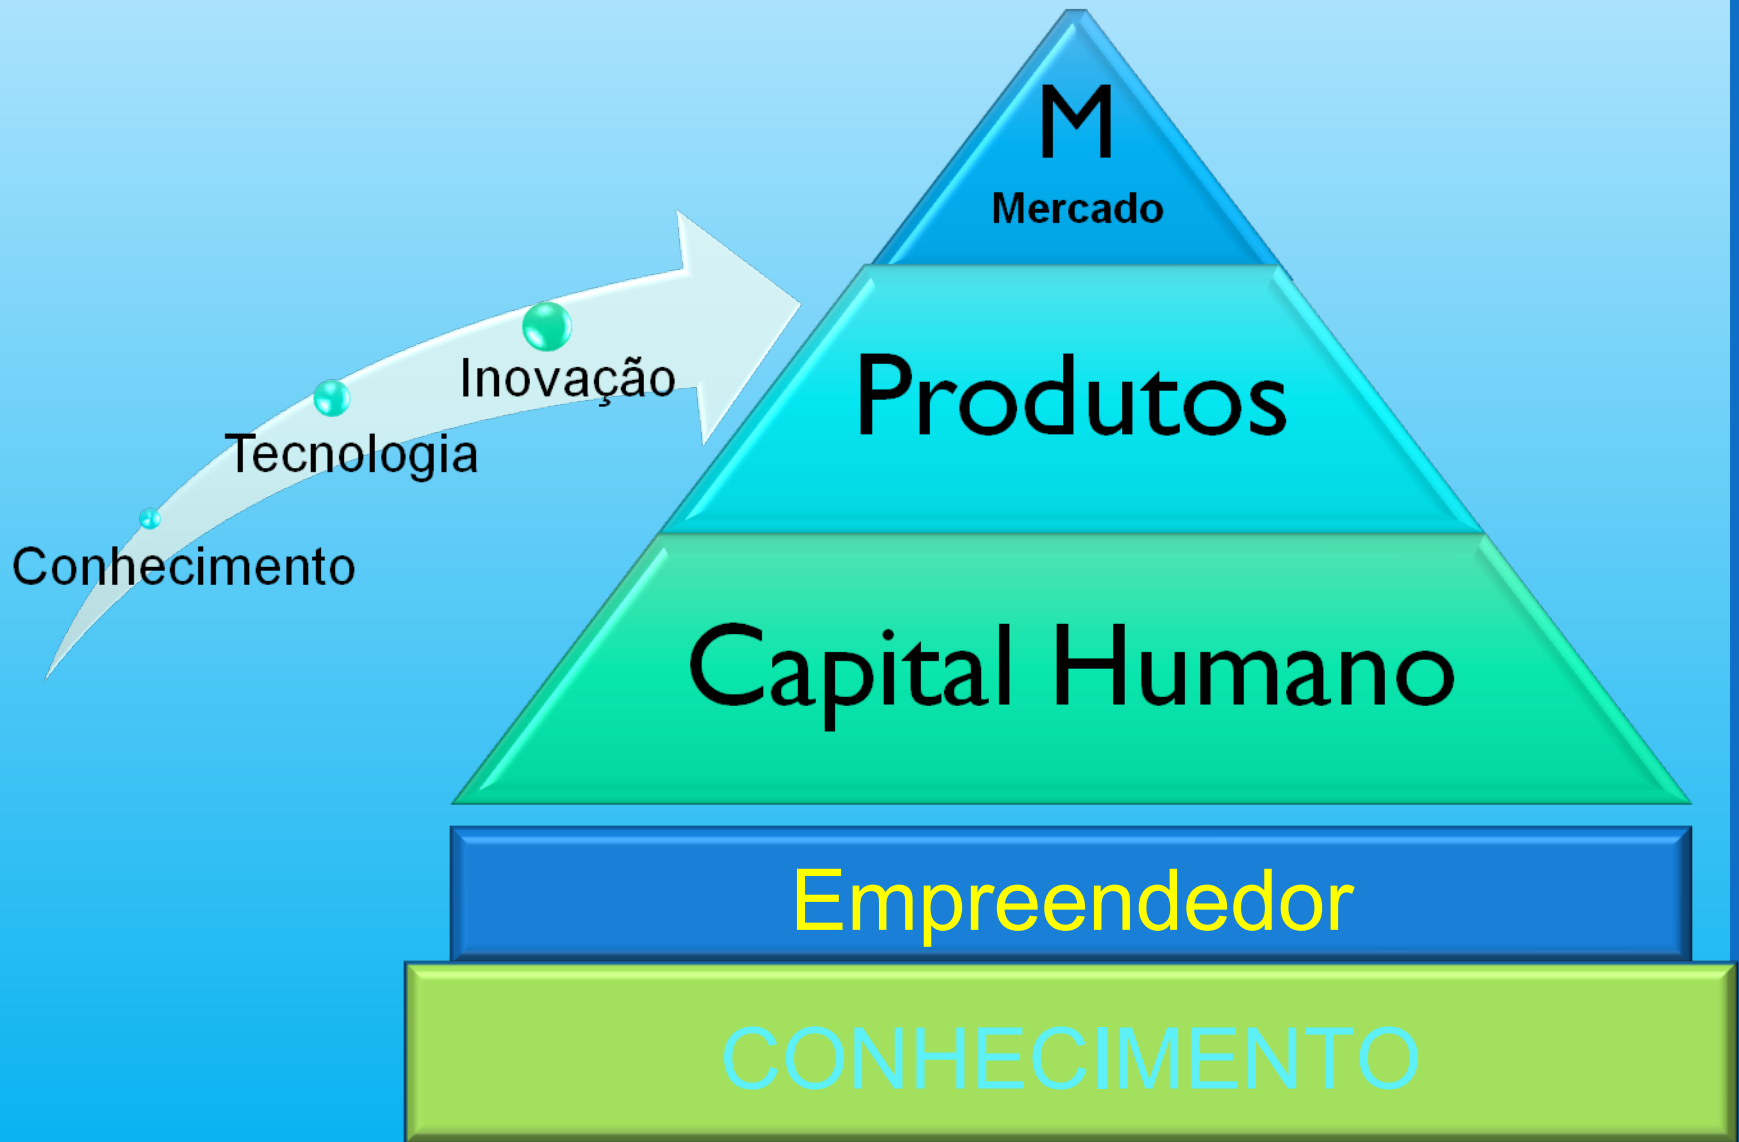 M
Mercado
Inovação
Produtos
Tecnologia
Conhecimento
Capital Humano
Empreendedor
CONHECIMENTO